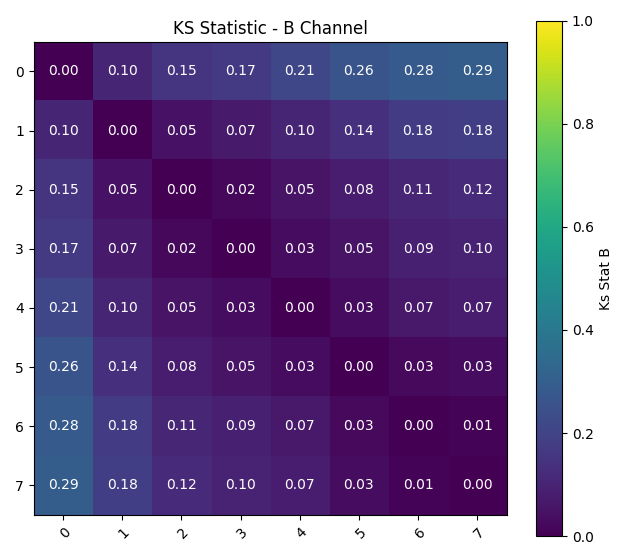 KS Statistic - B Channel
0 0.00 0.10 0.15 0.17 0.21 0.26 0.28 0.29
1 0.10 0.00 0.05 0.07 0.10 0.14 0.18 0.18
2 0.15 0.05 0.00 0.02 0.05 0.08 0.11 0.12
3 0.17 0.07 0.02 0.00 0.03 0.05 0.09 0.10
4 0.21 0.10 0.05 0.03 0.00 0.03 0.07 0.07
5 0.26 0.14 0.08 0.05 0.03 0.00 0.03 0.03
6 0.28 0.18 0.11 0.09 0.07 0.03 0.00 0.01
7 0.29 0.18 0.12 0.10 0.07 0.03 0.01 0.00
0 1 2 3 4 5 6 7
1.0
0.8
0.6
0.4
0.2
0.0
Ks Stat B